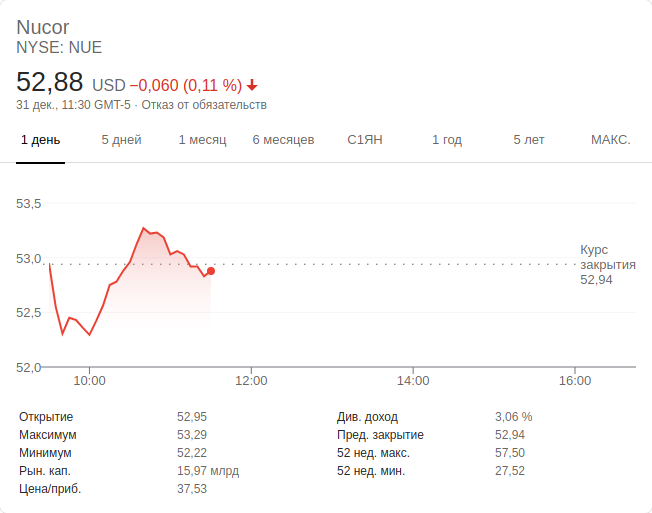 Nucor
NYSE: NUE
52,88 USD −0,060 (0,11 %)
31 дек., 11:30 GMT-5 · Отказ от обязательств
1 день 5 дней 1 месяц 6 месяцев С1ЯН 1 год 5 лет МАКС.
53,5
53,0
52,5
52,0
Курс
закрытия
52,94
10:00 12:00 14:00 16:00
Открытие 52,95
Максимум 53,29
Минимум 52,22
Рын. кап. 15,97 млрд
Цена/приб. 37,53
Див. доход 3,06 %
Пред. закрытие 52,94
52 нед. макс. 57,50
52 нед. мин. 27,52